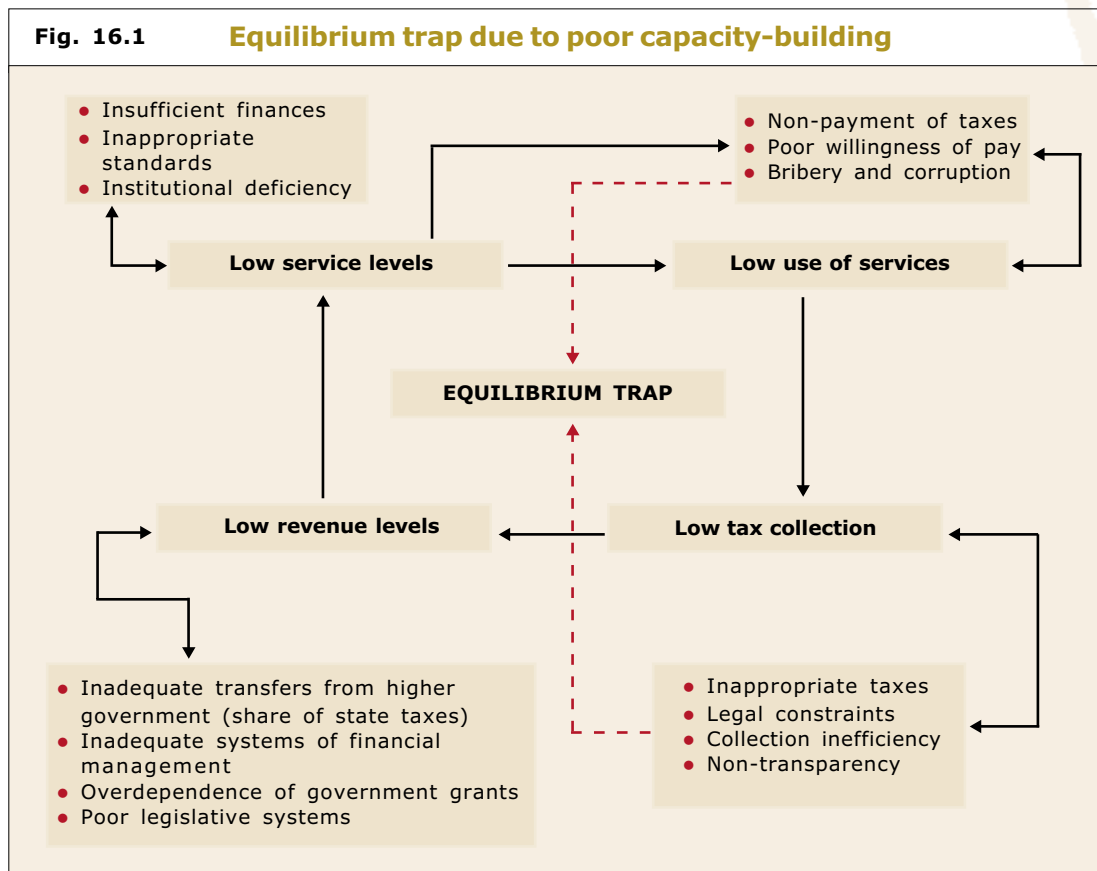 Fig. 16.1
Equilibrium trap due to poor capacity-building
● Insufficient finances
● Inappropriate
standards
● Institutional deficiency
● Non-payment of taxes
● Poor willingness of pay
● Bribery and corruption
Low service levels
Low use of services
EQUILIBRIUM TRAP
Low revenue levels
Low tax collection
● Inadequate transfers from higher
government (share of state taxes)
● Inadequate systems of financial
management
● Overdependence of government grants
● Poor legislative systems
● Inappropriate taxes
● Legal constraints
● Collection inefficiency
● Non-transparency